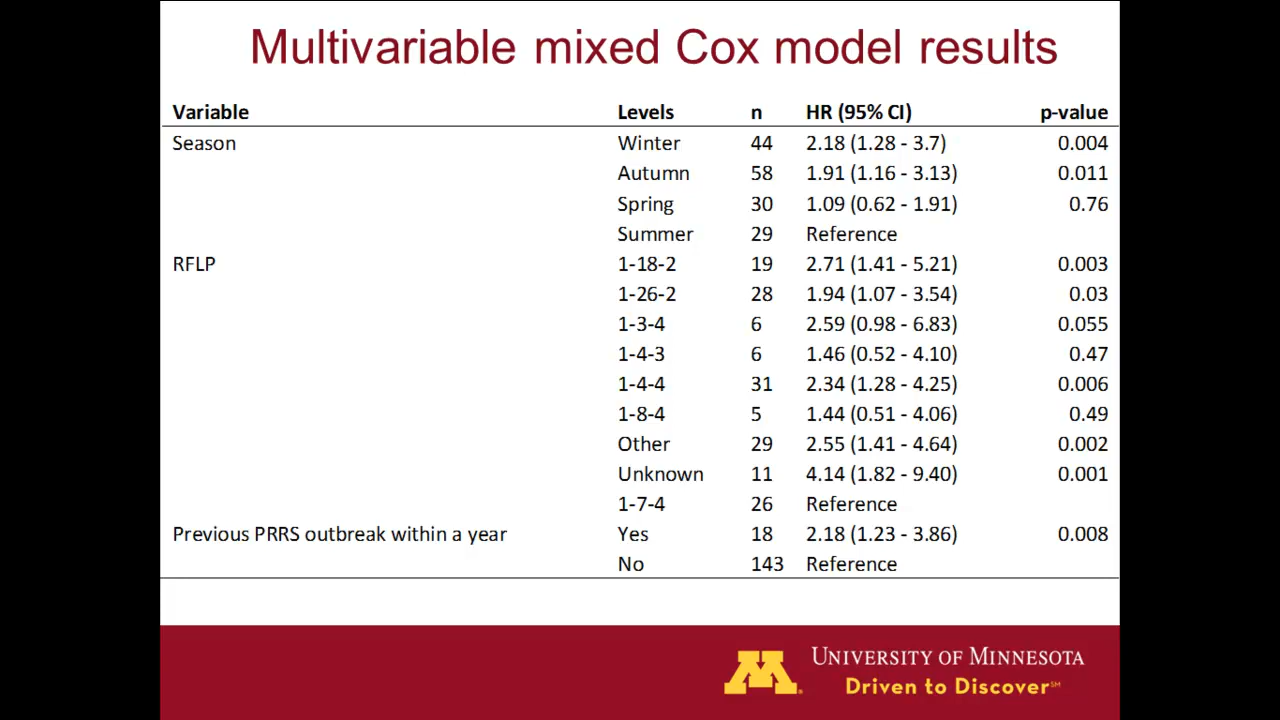 Multivariable mixed Cox model results
Variable Levels n HR (95% CI) p-value
Season Winter 44 2.18 (1.28 - 3.7) 0.004
Autumn 58 1.91 (1.16 - 3.13) 0.011
Spring 30 1.09 (0.62 - 1.91) 0.76
Summer 29 Reference
RFLP 1-18-2 19 2.71 (1.41 - 5.21) 0.003
1-26-2 28 1.94 (1.07 - 3.54) 0.03
1-3-4 6 2.59 (0.98 - 6.83) 0.055
1-4-3 6 1.46 (0.52 - 4.10) 0.47
1-4-4 31 2.34 (1.28 - 4.25) 0.006
1-8-4 5 1.44 (0.51 - 4.06) 0.49
Other 29 2.55 (1.41 - 4.64) 0.002
Unknown 11 4.14 (1.82 - 9.40) 0.001
1-7-4 26 Reference
Previous PRRS outbreak within a year Yes 18 2.18 (1.23 - 3.86) 0.008
No 143 Reference
M
UNIVERSITY OF MINNESOTA
Driven to Discover℠